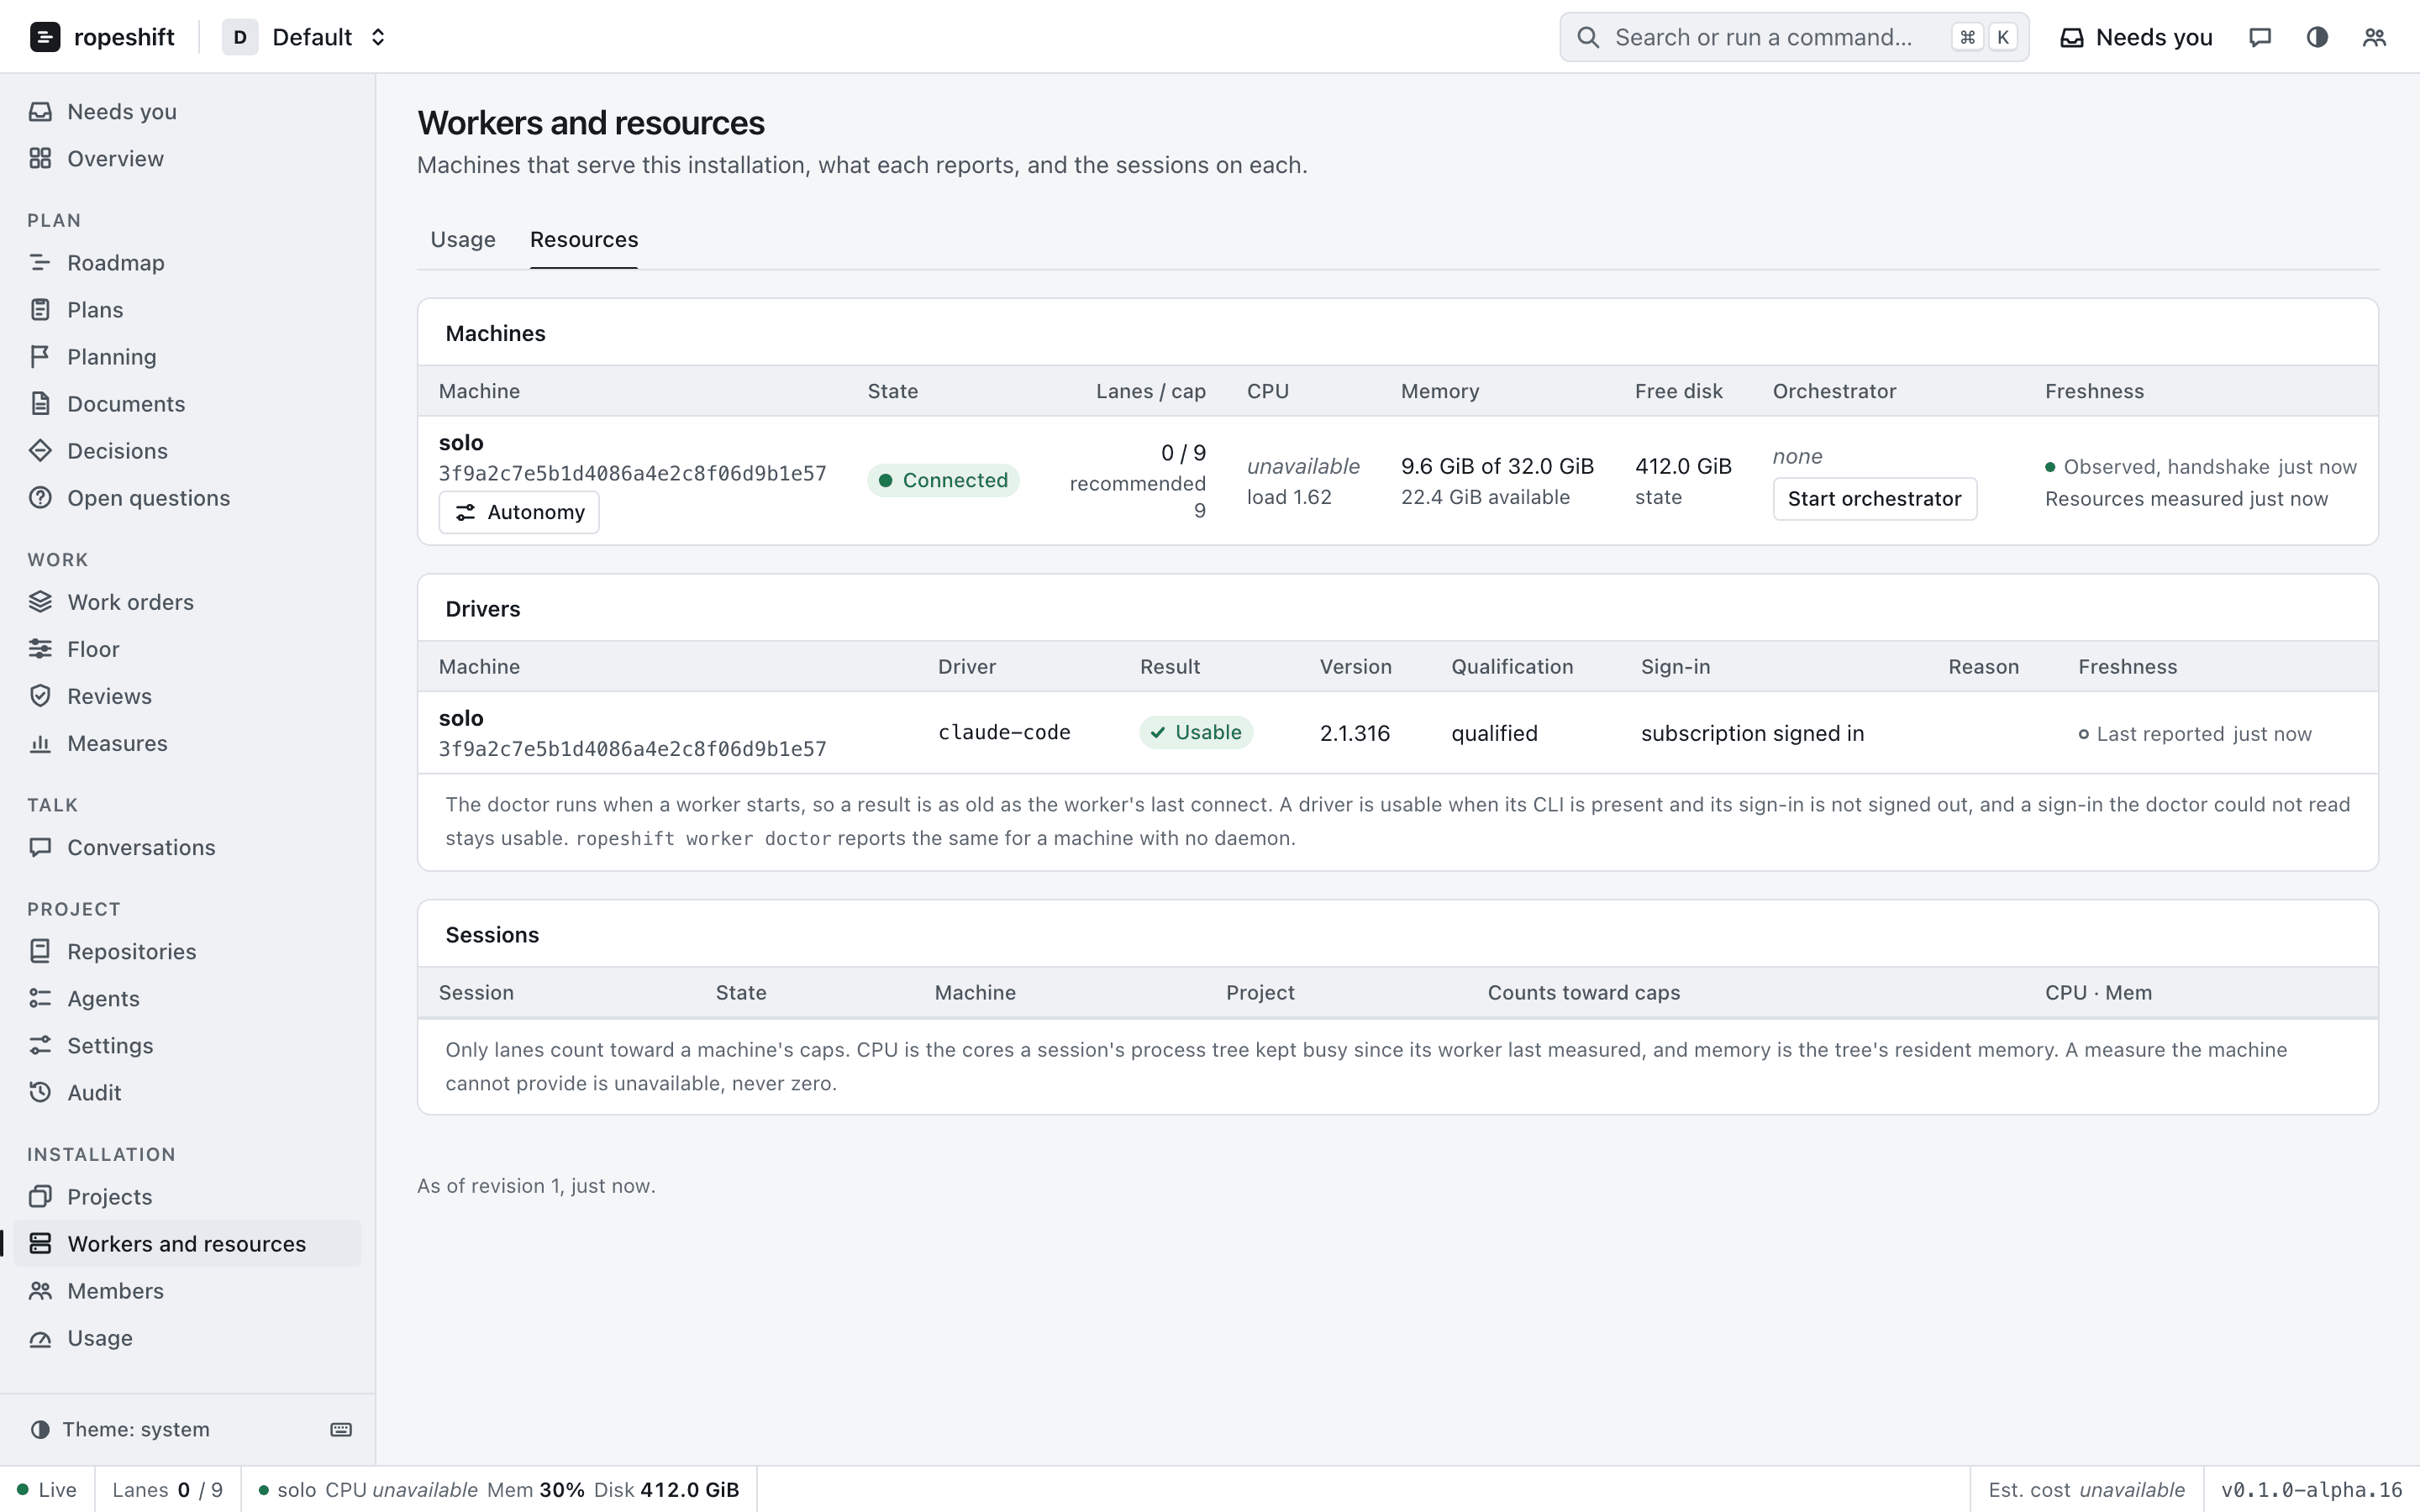 ropeshift
D Default
Search or run a command... ⌘ K
Needs you
Needs you
Overview
PLAN
Roadmap
Plans
Planning
Documents
Decisions
Open questions
WORK
Work orders
Floor
Reviews
Measures
TALK
Conversations
PROJECT
Repositories
Agents
Settings
Audit
INSTALLATION
Projects
Workers and resources
Members
Usage
Theme: system
Workers and resources
Machines that serve this installation, what each reports, and the sessions on each.
Usage Resources
Machines
Machine State Lanes / cap CPU Memory Free disk Orchestrator Freshness
solo
3f9a2c7e5b1d4086a4e2c8f06d9b1e57
Autonomy
Connected
0 / 9
recommended
9
unavailable
load 1.62
9.6 GiB of 32.0 GiB
22.4 GiB available
412.0 GiB
state
none
Start orchestrator
Observed, handshake just now
Resources measured just now
Drivers
Machine Driver Result Version Qualification Sign-in Reason Freshness
solo
3f9a2c7e5b1d4086a4e2c8f06d9b1e57
claude-code Usable 2.1.316 qualified subscription signed in Last reported just now
The doctor runs when a worker starts, so a result is as old as the worker's last connect. A driver is usable when its CLI is present and its sign-in is not signed out, and a sign-in the doctor could not read
stays usable. ropeshift worker doctor reports the same for a machine with no daemon.
Sessions
Session State Machine Project Counts toward caps CPU · Mem
Only lanes count toward a machine's caps. CPU is the cores a session's process tree kept busy since its worker last measured, and memory is the tree's resident memory. A measure the machine
cannot provide is unavailable, never zero.
As of revision 1, just now.
Live Lanes 0 / 9 solo CPU unavailable Mem 30% Disk 412.0 GiB Est. cost unavailable v0.1.0-alpha.16